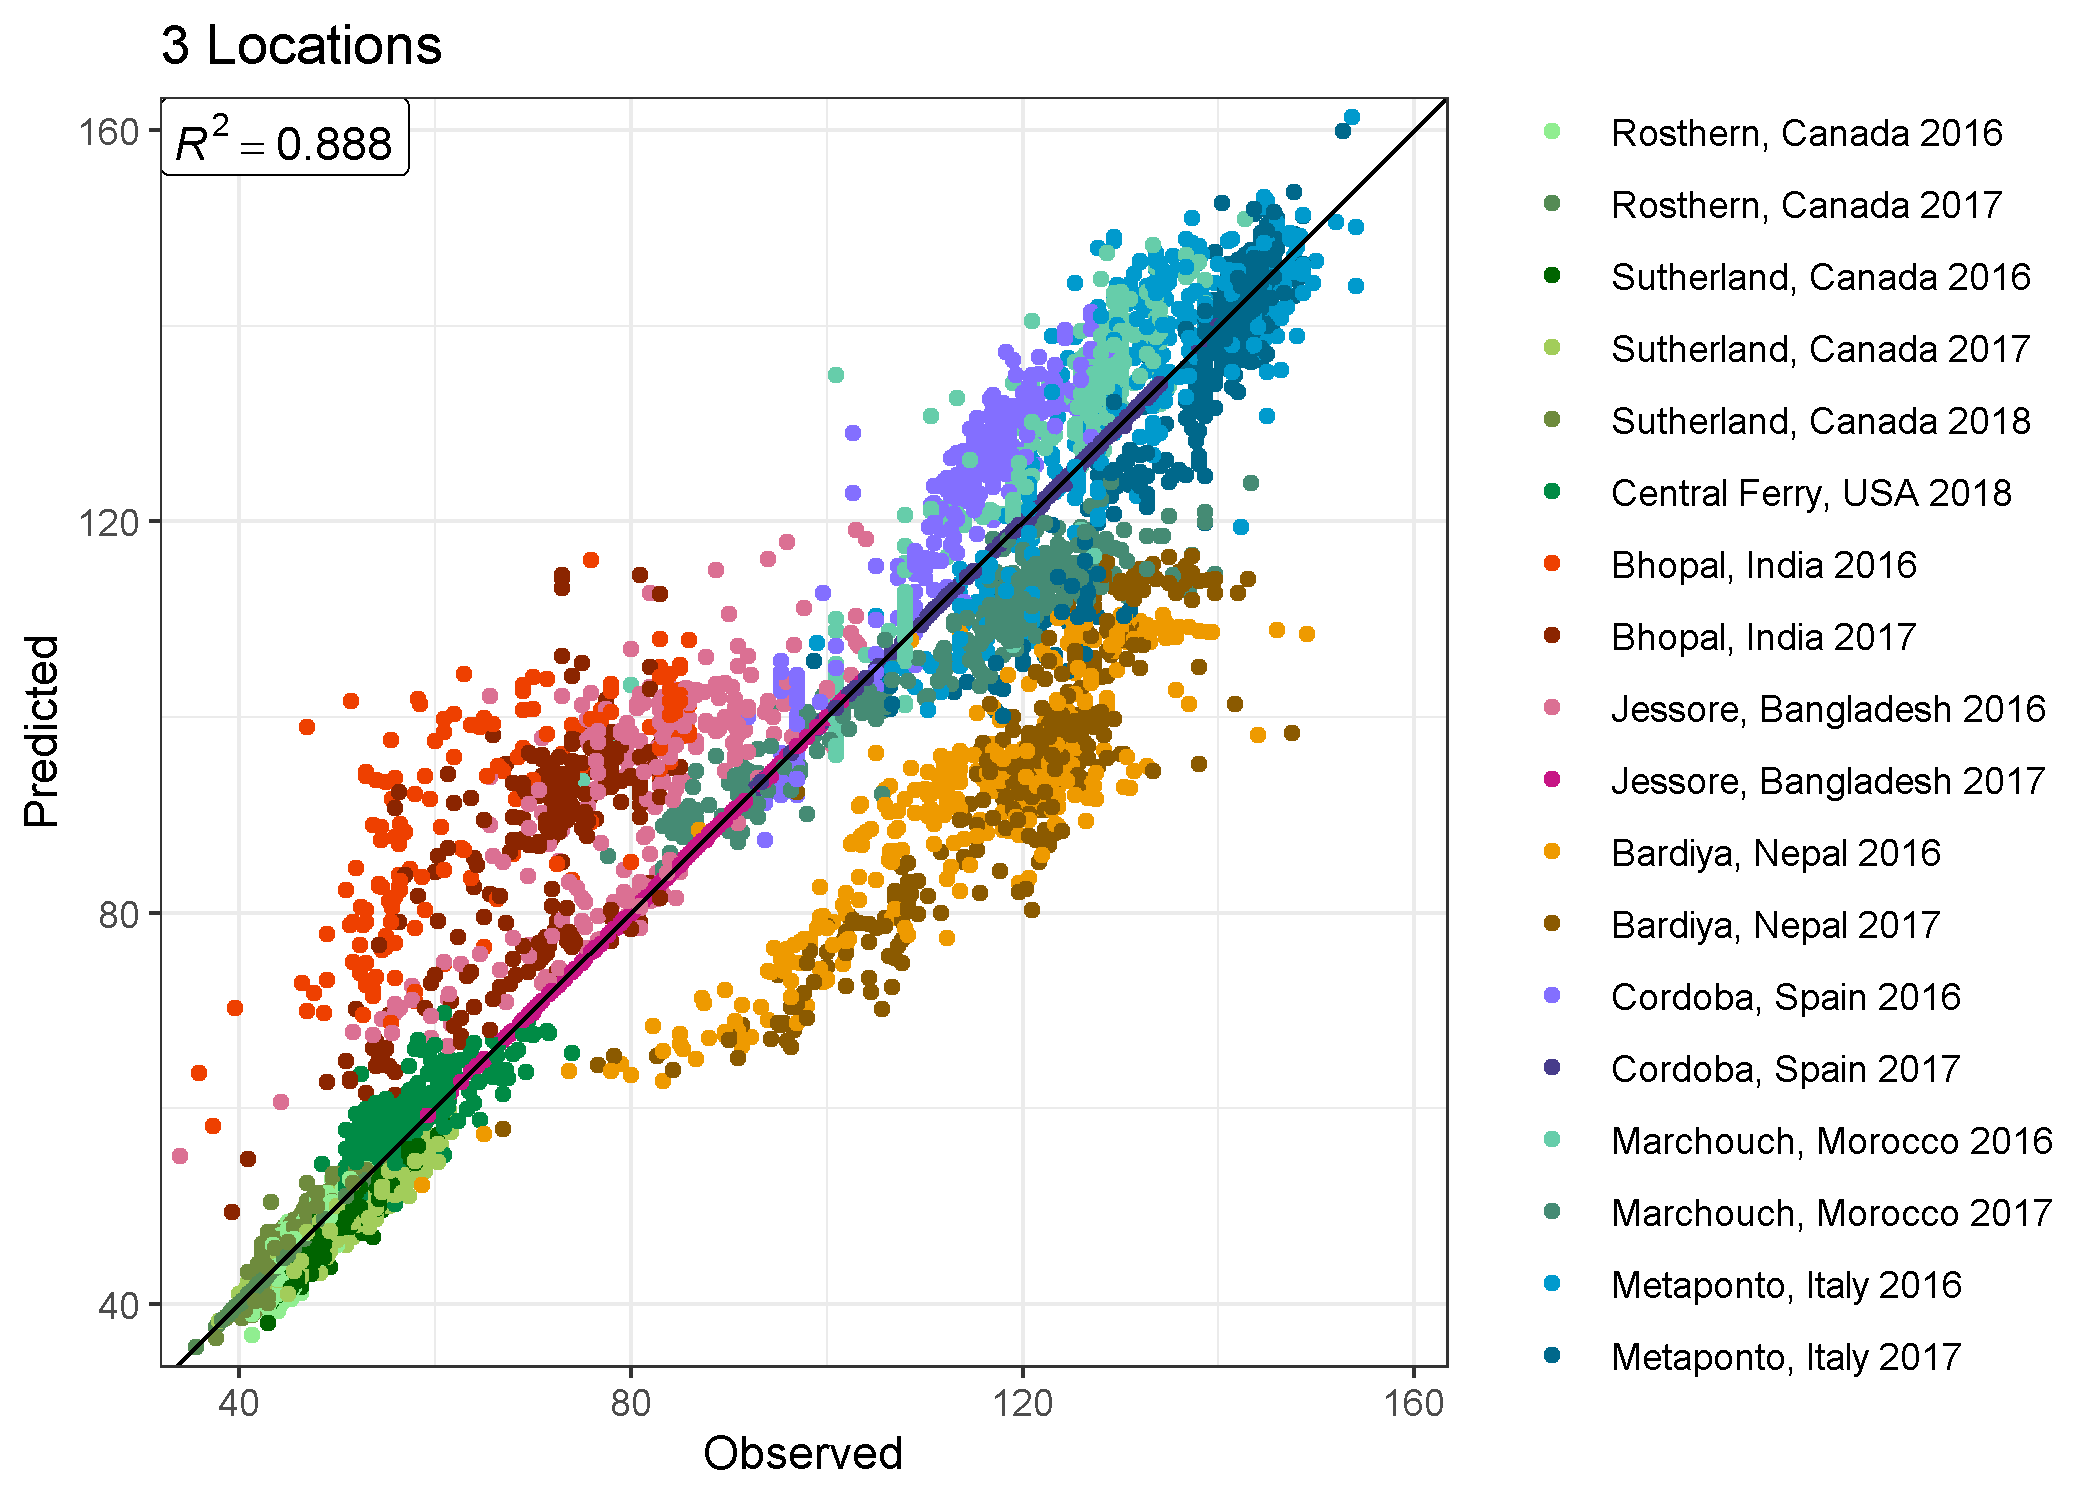 3 Locations
R² = 0.888
160
120
80
40
Predicted
40 80 120 160
Observed
Rosthern, Canada 2016
Rosthern, Canada 2017
Sutherland, Canada 2016
Sutherland, Canada 2017
Sutherland, Canada 2018
Central Ferry, USA 2018
Bhopal, India 2016
Bhopal, India 2017
Jessore, Bangladesh 2016
Jessore, Bangladesh 2017
Bardiya, Nepal 2016
Bardiya, Nepal 2017
Cordoba, Spain 2016
Cordoba, Spain 2017
Marchouch, Morocco 2016
Marchouch, Morocco 2017
Metaponto, Italy 2016
Metaponto, Italy 2017